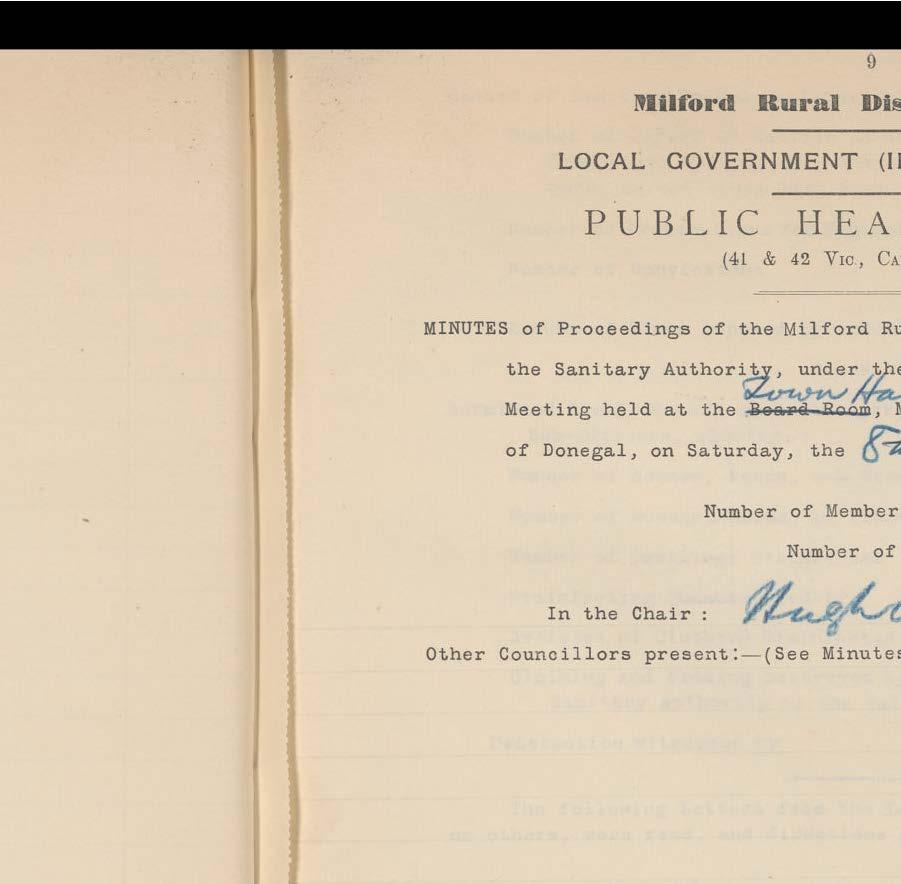 9
Milford Rural Dis
LOCAL GOVERNMENT (I
PUBLIC HEA
(41 & 42 VIC., CA
MINUTES of Proceedings of the Milford Ru
the Sanitary Authority, under the
Town Ha
Meeting held at the Board Room, M
of Donegal, on Saturday, the 8
Number of Member
Number of
In the Chair : Hugh
Other Councillors present:—(See Minutes